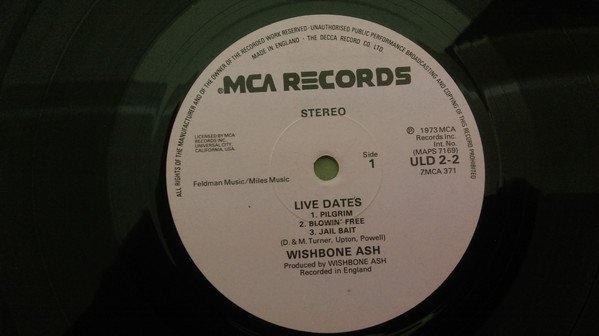 ALL RIGHTS OF THE MANUFACTURER AND OF THE OWNER OF THE RECORDED WORK RESERVED · UNAUTHORISED PUBLIC PERFORMANCE BROADCASTING AND COPYING OF THIS RECORD PROHIBITED
MADE IN ENGLAND · THE DECCA RECORD CO. LTD.
®MCA RECORDS
STEREO
LICENSED BY MCA
RECORDS INC.
UNIVERSAL CITY,
CALIFORNIA, USA.
℗ 1973 MCA
Records Inc.
Int. No.
(MAPS 7169)
ULD 2-2
7MCA 371
Side
1
Feldman Music/Miles Music
LIVE DATES
1. PILGRIM
2. BLOWIN' FREE
3. JAIL BAIT
(D. & M. Turner, Upton, Powell)
WISHBONE ASH
Produced by WISHBONE ASH
Recorded in England